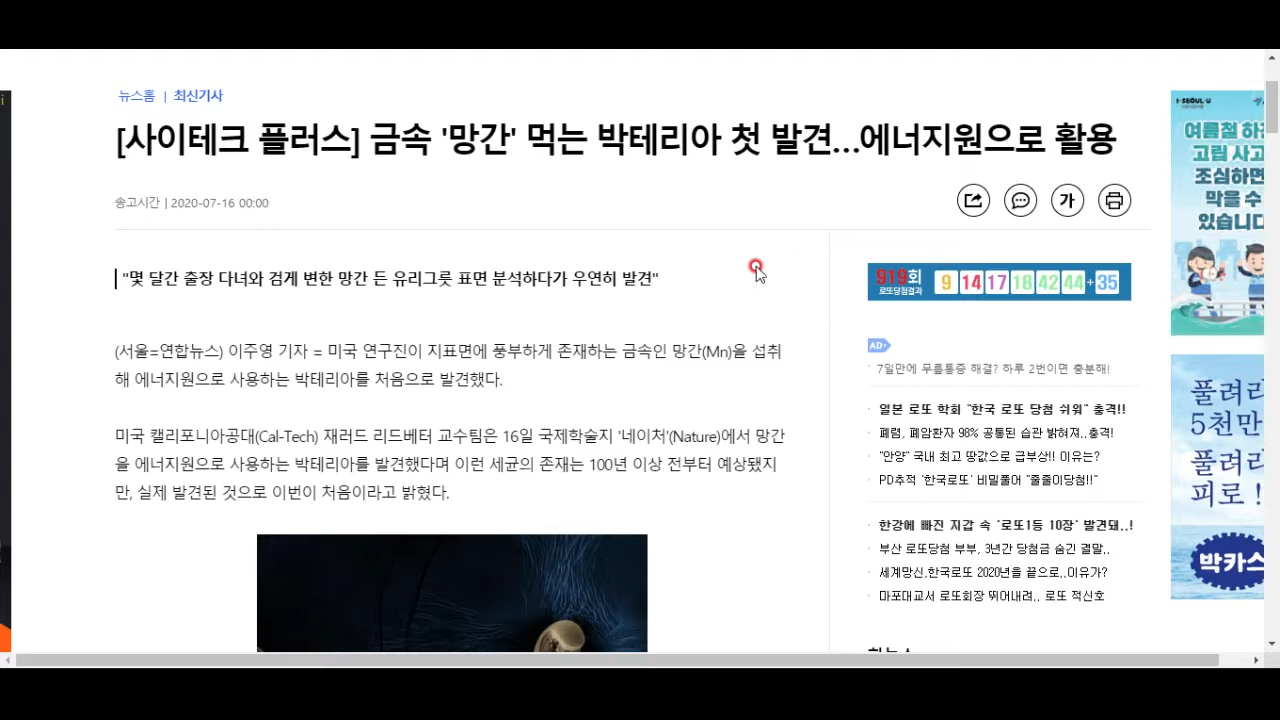 뉴스홈 | 최신기사
[사이테크 플러스] 금속 '망간' 먹는 박테리아 첫 발견...에너지원으로 활용
송고시간 | 2020-07-16 00:00
가
"몇 달간 출장 다녀와 검게 변한 망간 든 유리그릇 표면 분석하다가 우연히 발견"
(서울=연합뉴스) 이주영 기자 = 미국 연구진이 지표면에 풍부하게 존재하는 금속인 망간(Mn)을 섭취
해 에너지원으로 사용하는 박테리아를 처음으로 발견했다.
미국 캘리포니아공대(Cal-Tech) 재러드 리드베터 교수팀은 16일 국제학술지 '네이처'(Nature)에서 망간
을 에너지원으로 사용하는 박테리아를 발견했다며 이런 세균의 존재는 100년 이상 전부터 예상됐지
만, 실제 발견된 것으로 이번이 처음이라고 밝혔다.
919회
로또당첨결과
9 14 17 18 42 44 + 35
AD
7일만에 무릎통증 해결? 하루 2번이면 충분해!
일본 로또 학회 "한국 로또 당첨 쉬워" 충격!!
폐렴, 폐암환자 98% 공통된 습관 밝혀져..충격!
"안양" 국내 최고 땅값으로 급부상!! 이유는?
PD추적 '한국로또' 비밀풀어 "줄줄이당첨!!"
한강에 빠진 지갑 속 '로또1등 10장' 발견돼..!
부산 로또당첨 부부, 3년간 당첨금 숨긴 결말..
세계망신,한국로또 2020년을 끝으로..이유가?
마포대교서 로또회장 뛰어내려.. 로또 적신호
I·SEOUL·U
여름철 하
고립 사고
조심하면
막을 수
있습니다
풀려라
5천만
풀려라
피로!
박카스